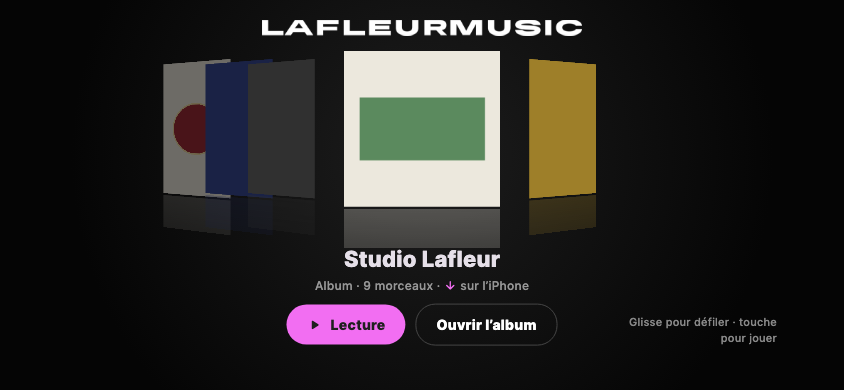 LAFLEURMUSIC
Studio Lafleur
Album · 9 morceaux · ↓ sur l’iPhone
Lecture
Ouvrir l’album
Glisse pour défiler · touche
pour jouer